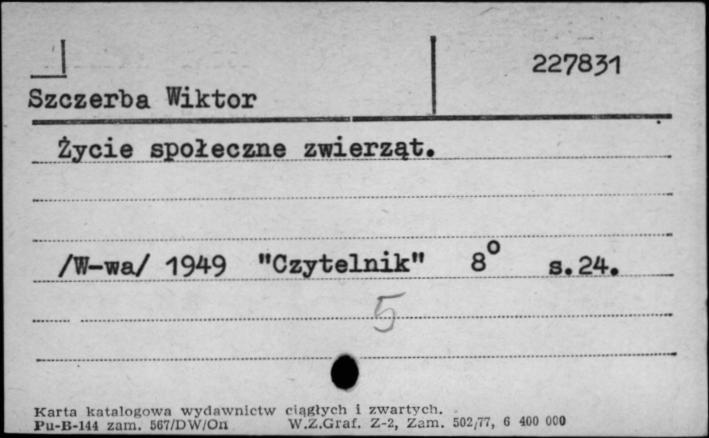 227831
Szczerba Wiktor
Życie społeczne zwierząt.
/W-wa/ 1949 "Czytelnik" 8° s.24.
5
Karta katalogowa wydawnictw ciągłych i zwartych.
Pu-B-144 zam. 567/DW/On W.Z.Graf. Z-2, Zam. 502/77, 6 400 000